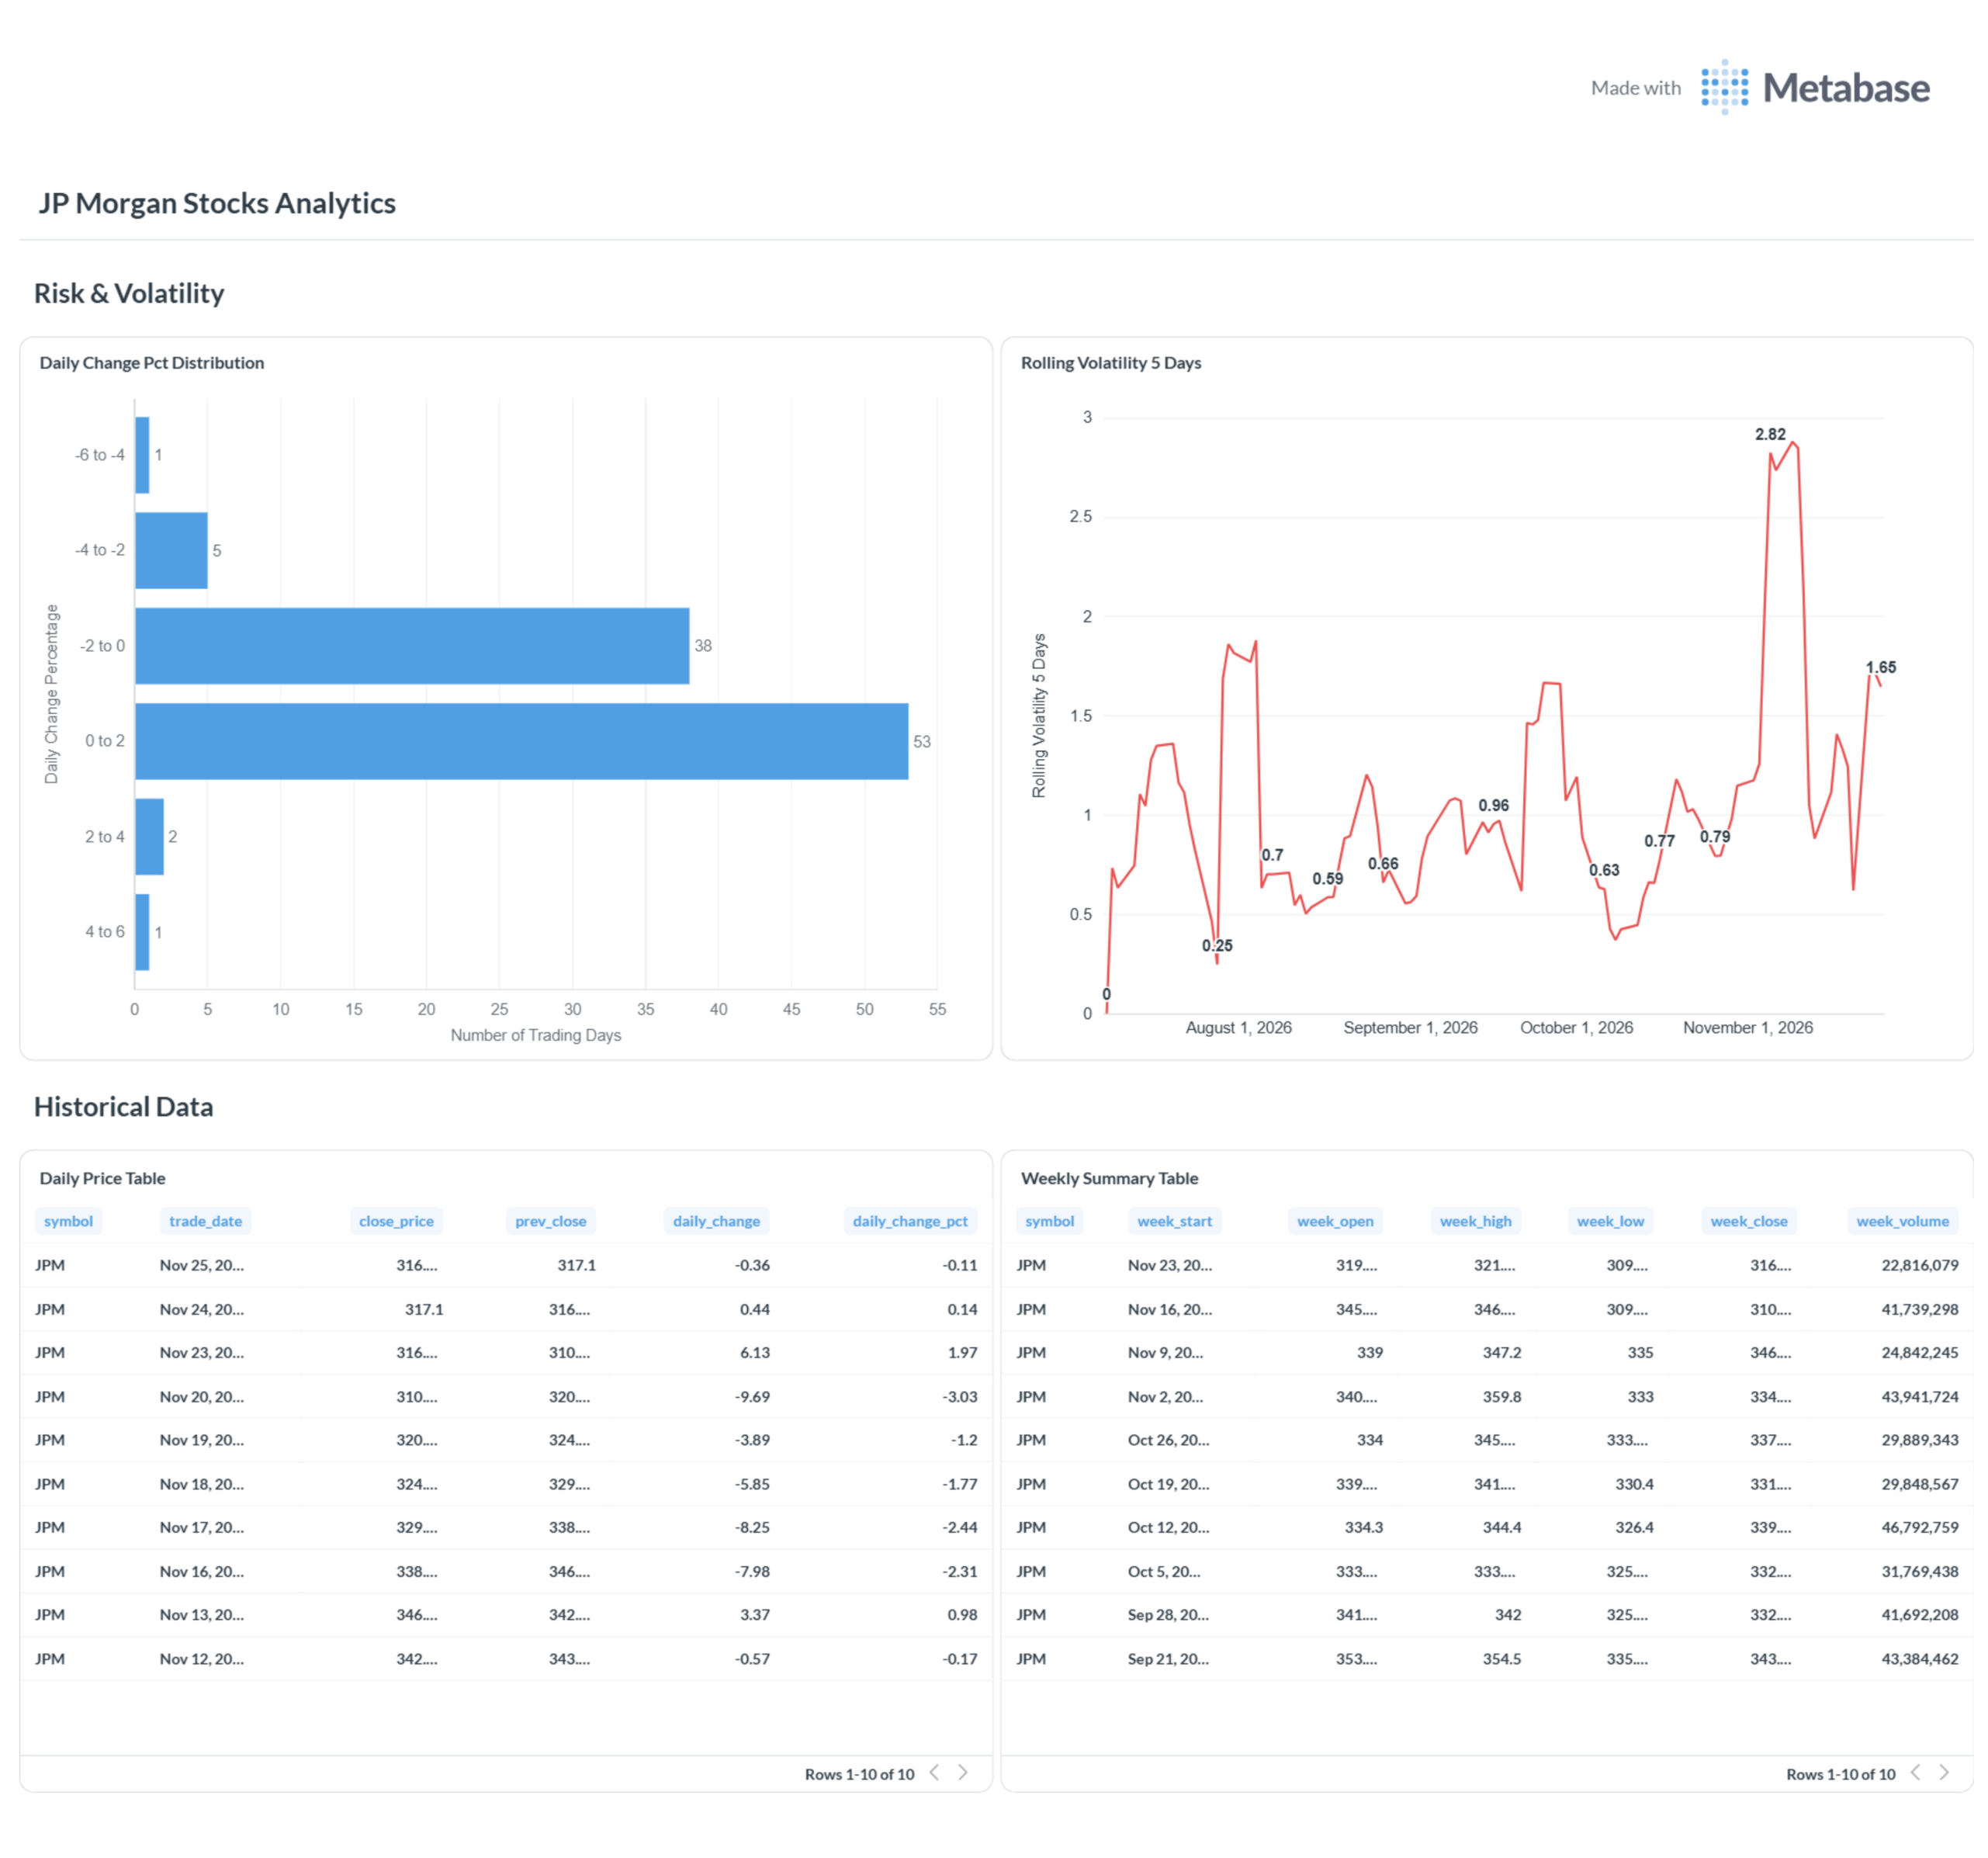 Made with Metabase
JP Morgan Stocks Analytics
Risk & Volatility
Daily Change Pct Distribution
Daily Change Percentage
-6 to -4 1
-4 to -2 5
-2 to 0 38
0 to 2 53
2 to 4 2
4 to 6 1
0 5 10 15 20 25 30 35 40 45 50 55
Number of Trading Days
Rolling Volatility 5 Days
Rolling Volatility 5 Days
3
2.5
2
1.5
1
0.5
0
0
0.25
0.7
0.59
0.66
0.96
0.63
0.77
0.79
2.82
1.65
August 1, 2026 September 1, 2026 October 1, 2026 November 1, 2026
Historical Data
Daily Price Table
symbol trade_date close_price prev_close daily_change daily_change_pct
JPM Nov 25, 20... 316.... 317.1 -0.36 -0.11
JPM Nov 24, 20... 317.1 316.... 0.44 0.14
JPM Nov 23, 20... 316.... 310.... 6.13 1.97
JPM Nov 20, 20... 310.... 320.... -9.69 -3.03
JPM Nov 19, 20... 320.... 324.... -3.89 -1.2
JPM Nov 18, 20... 324.... 329.... -5.85 -1.77
JPM Nov 17, 20... 329.... 338.... -8.25 -2.44
JPM Nov 16, 20... 338.... 346.... -7.98 -2.31
JPM Nov 13, 20... 346.... 342.... 3.37 0.98
JPM Nov 12, 20... 342.... 343.... -0.57 -0.17
Rows 1-10 of 10
Weekly Summary Table
symbol week_start week_open week_high week_low week_close week_volume
JPM Nov 23, 20... 319.... 321.... 309.... 316.... 22,816,079
JPM Nov 16, 20... 345.... 346.... 309.... 310.... 41,739,298
JPM Nov 9, 20... 339 347.2 335 346.... 24,842,245
JPM Nov 2, 20... 340.... 359.8 333 334.... 43,941,724
JPM Oct 26, 20... 334 345.... 333.... 337.... 29,889,343
JPM Oct 19, 20... 339.... 341.... 330.4 331.... 29,848,567
JPM Oct 12, 20... 334.3 344.4 326.4 339.... 46,792,759
JPM Oct 5, 20... 333.... 333.... 325.... 332.... 31,769,438
JPM Sep 28, 20... 341.... 342 325.... 332.... 41,692,208
JPM Sep 21, 20... 353.... 354.5 335.... 343.... 43,384,462
Rows 1-10 of 10